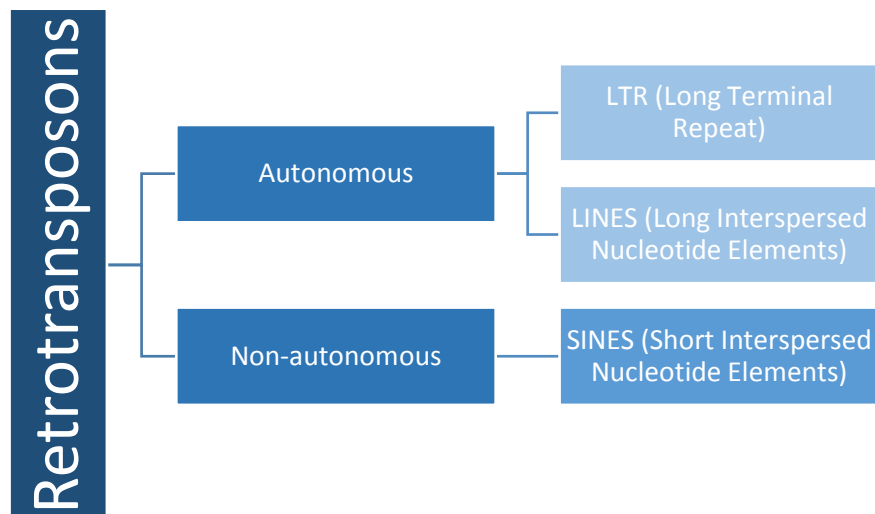 Retrotransposons
Autonomous
LTR (Long Terminal
Repeat)
LINES (Long Interspersed
Nucleotide Elements)
Non-autonomous
SINES (Short Interspersed
Nucleotide Elements)